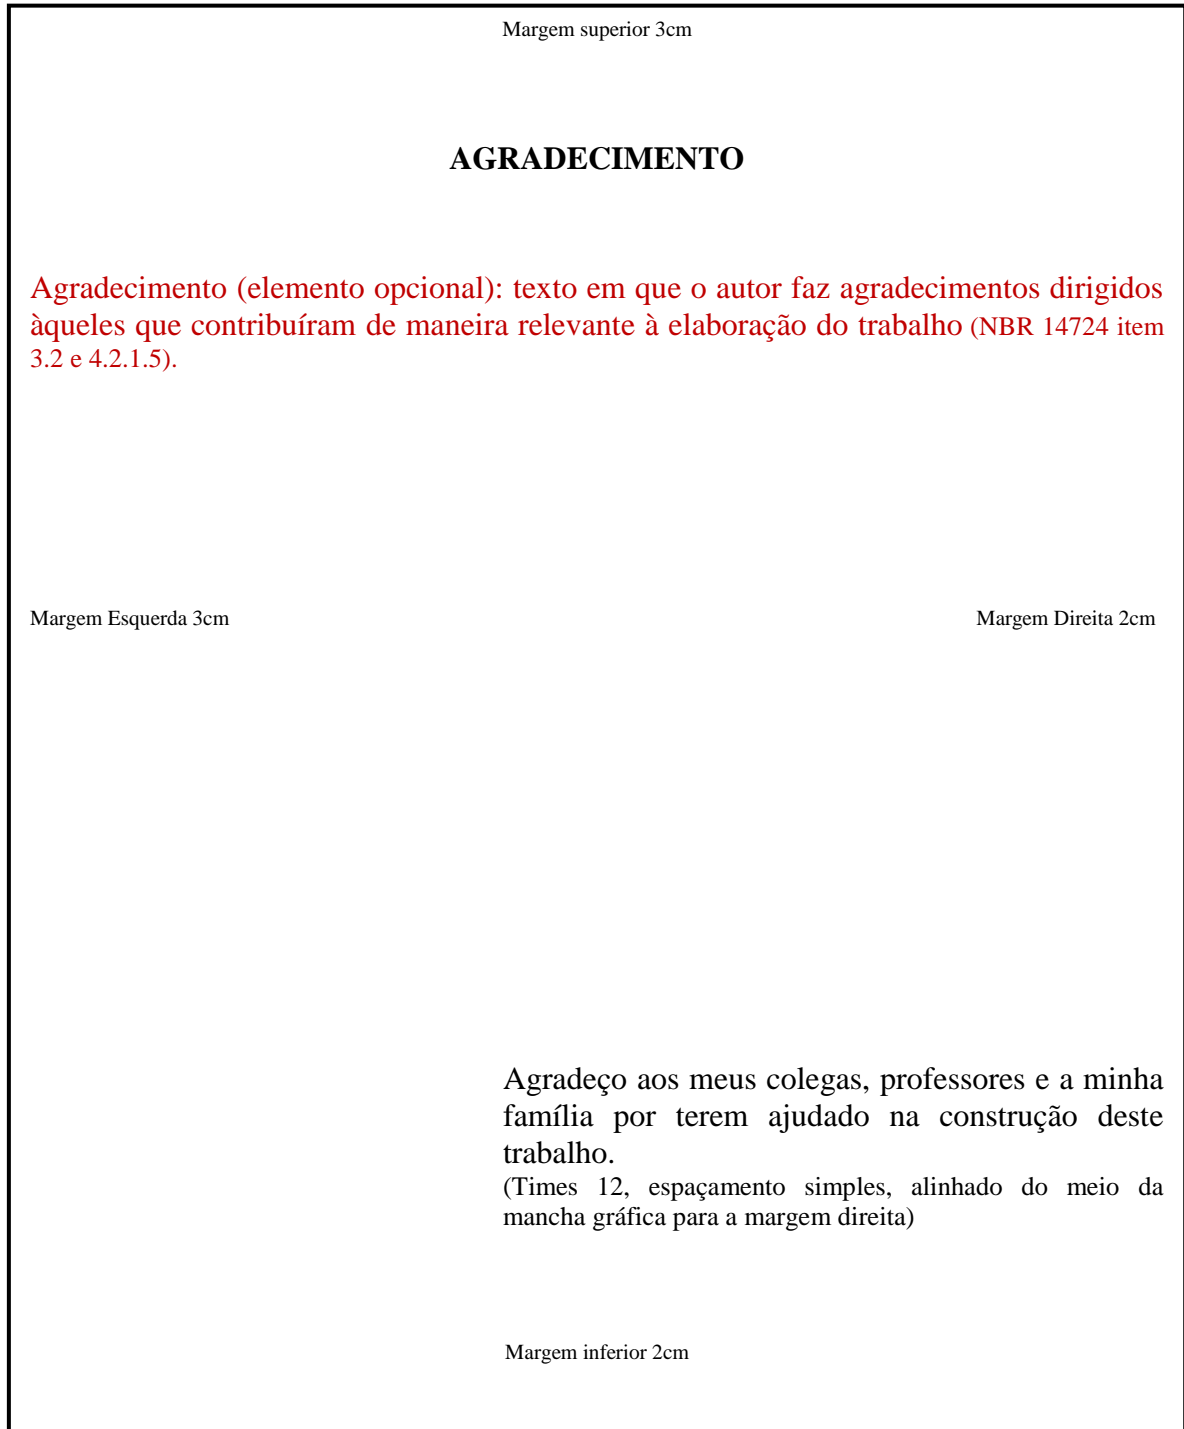 Margem superior 3cm
AGRADECIMENTO
Agradecimento (elemento opcional): texto em que o autor faz agradecimentos dirigidos
àqueles que contribuíram de maneira relevante à elaboração do trabalho (NBR 14724 item
3.2 e 4.2.1.5).
Margem Esquerda 3cm
Margem Direita 2cm
Agradeço aos meus colegas, professores e a minha
família por terem ajudado na construção deste
trabalho.
(Times 12, espaçamento simples, alinhado do meio da
mancha gráfica para a margem direita)
Margem inferior 2cm